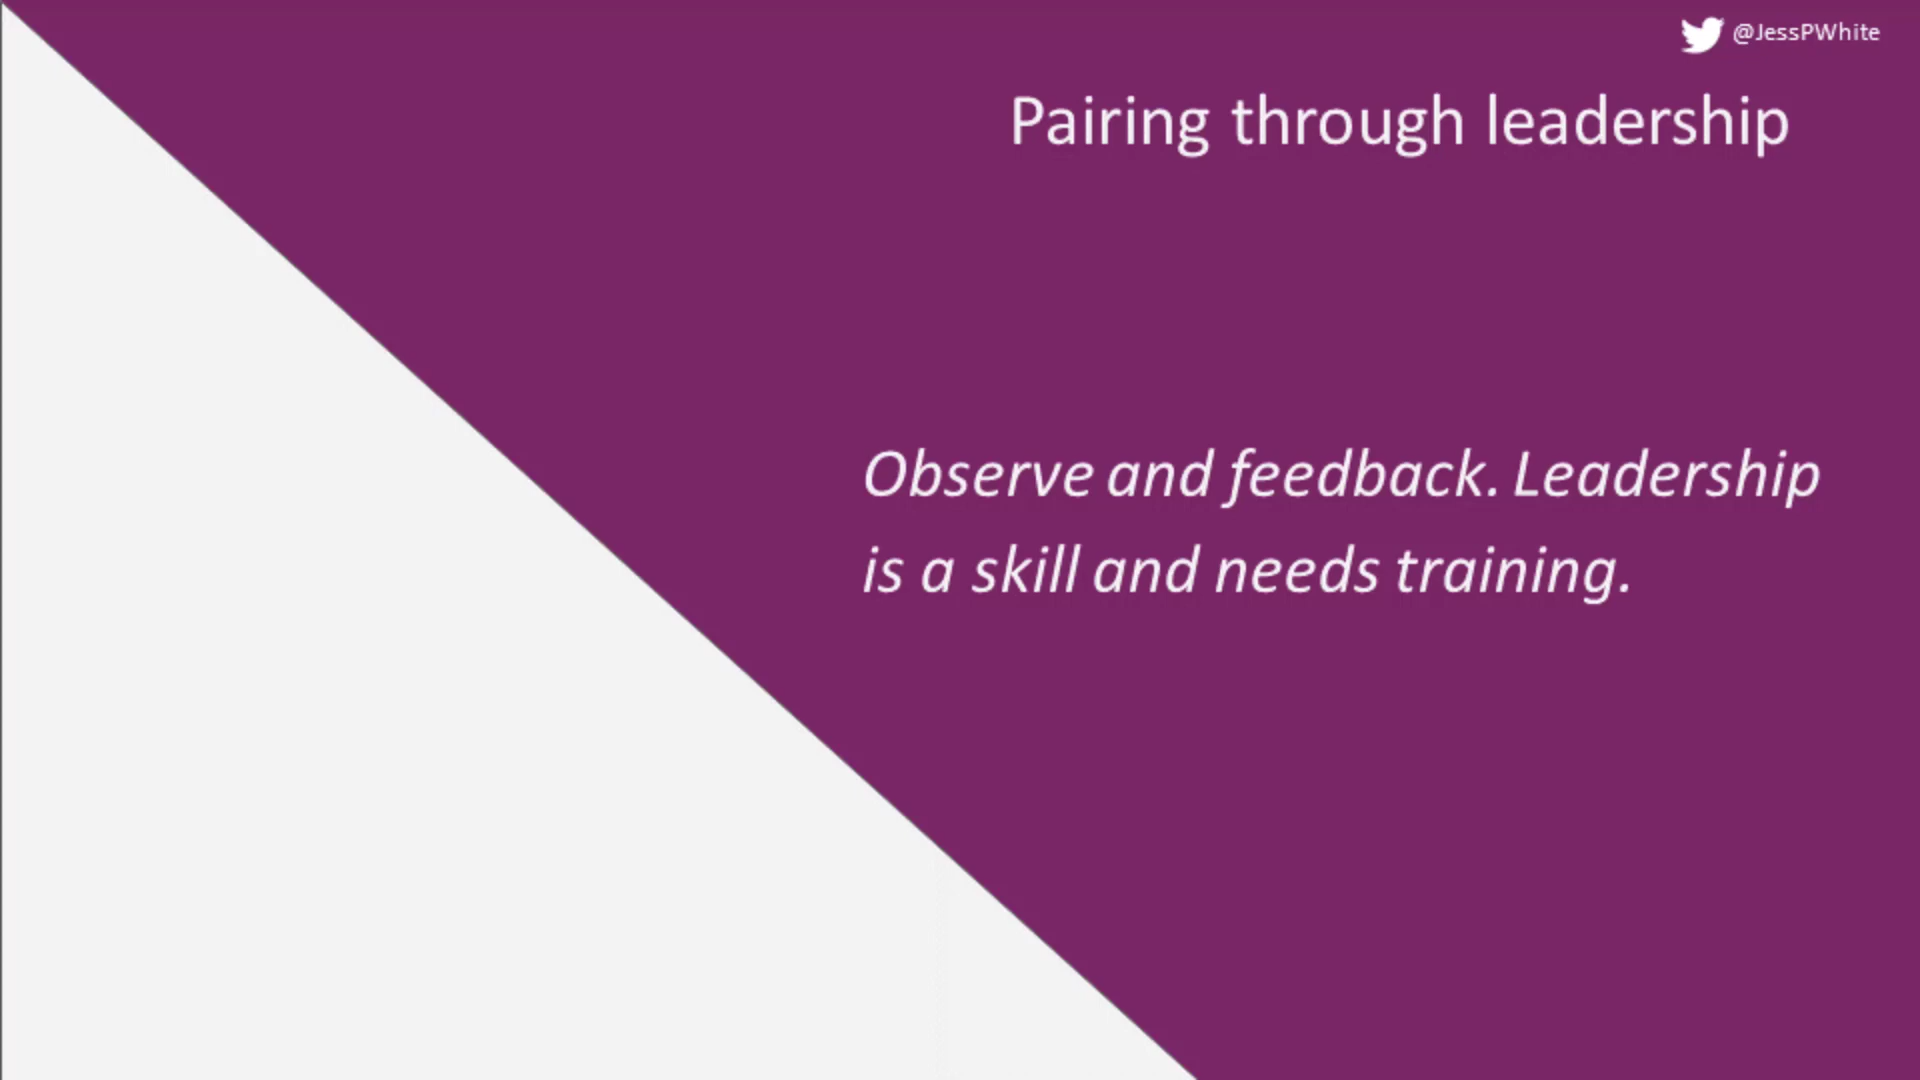 @JessPWhite
Pairing through leadership
Observe and feedback. Leadership
is a skill and needs training.